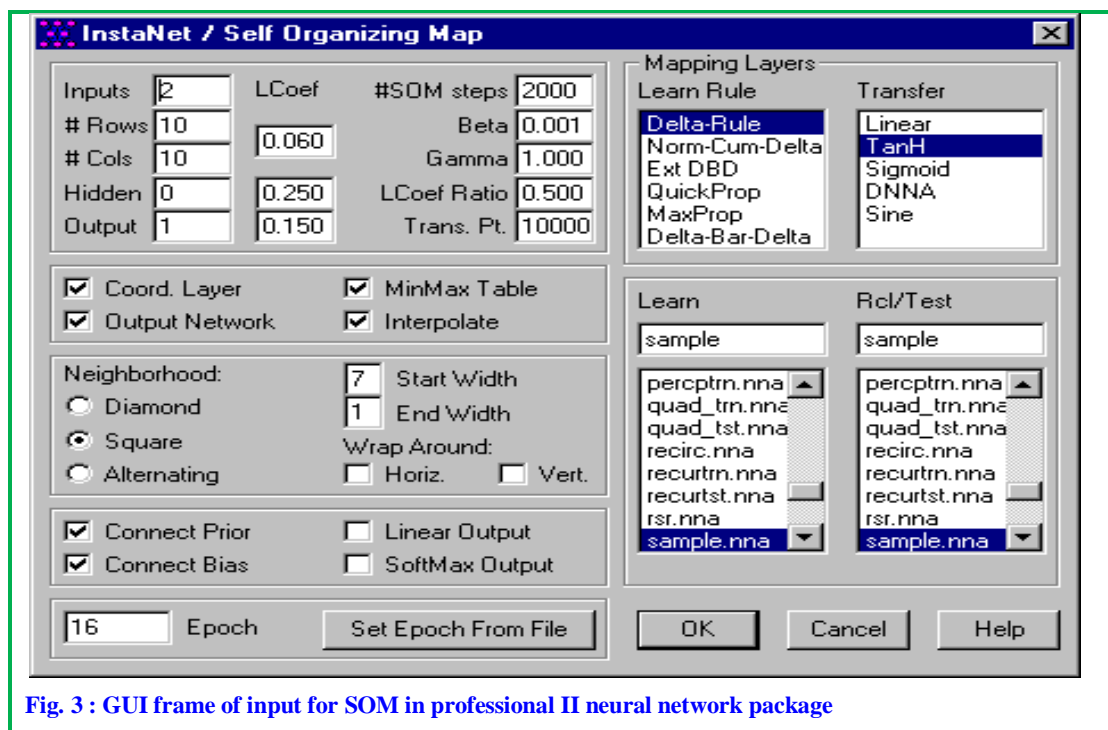 InstaNet / Self Organizing Map
Inputs 2 LCoef #SOM steps 2000
# Rows 10 0.060 Beta 0.001
# Cols 10 Gamma 1.000
Hidden 0 0.250 LCoef Ratio 0.500
Output 1 0.150 Trans. Pt. 10000
Coord. Layer MinMax Table
Output Network Interpolate
Neighborhood: 7 Start Width
Diamond 1 End Width
Square Wrap Around:
Alternating Horiz. Vert.
Connect Prior Linear Output
Connect Bias SoftMax Output
16 Epoch Set Epoch From File
Mapping Layers
Learn Rule Transfer
Delta-Rule Linear
Norm-Cum-Delta TanH
Ext DBD Sigmoid
QuickProp DNNA
MaxProp Sine
Delta-Bar-Delta
Learn Rcl/Test
sample sample
percptrn.nna percptrn.nna
quad_trn.nna quad_trn.nna
quad_tst.nna quad_tst.nna
recirc.nna recirc.nna
recurtrn.nna recurtrn.nna
recurtst.nna recurtst.nna
rsr.nna rsr.nna
sample.nna sample.nna
OK Cancel Help
Fig. 3 : GUI frame of input for SOM in professional II neural network package